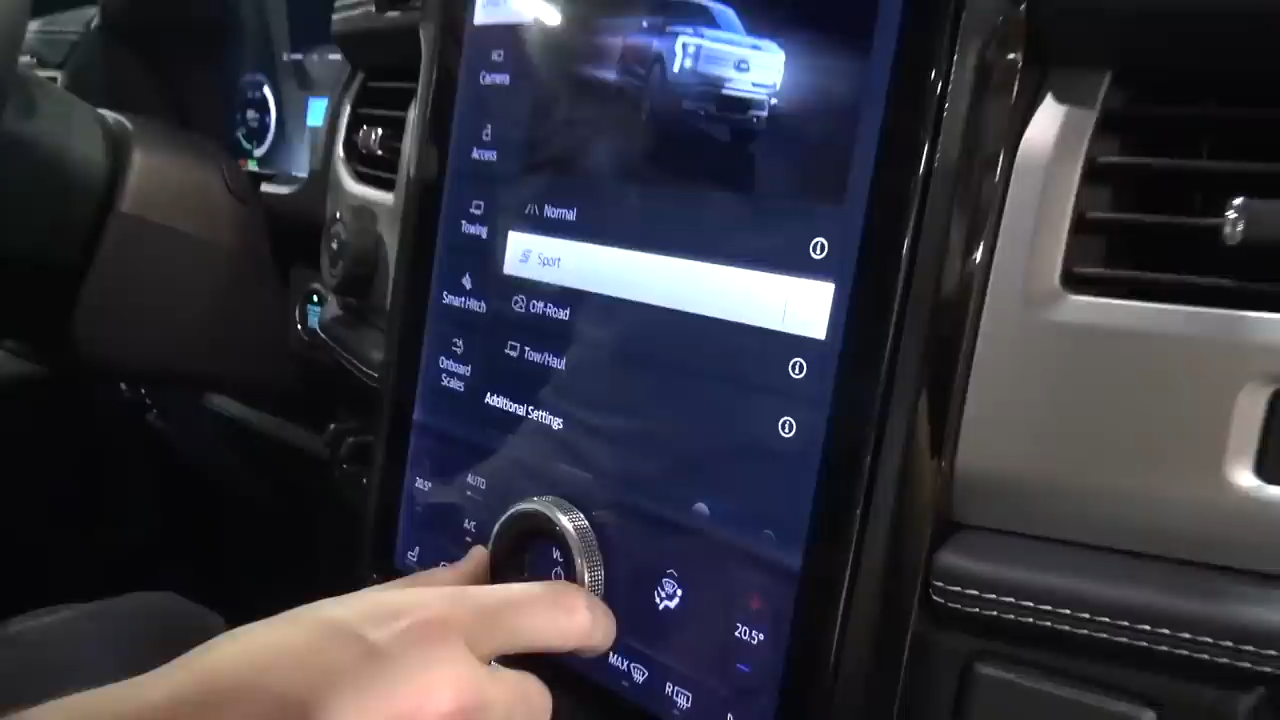 Camera
Access
Towing
Smart Hitch
Onboard
Scales
Normal
Sport
Off-Road
Tow/Haul
Additional Settings
20.5°
AUTO
A/C
20.5°
MAX
R